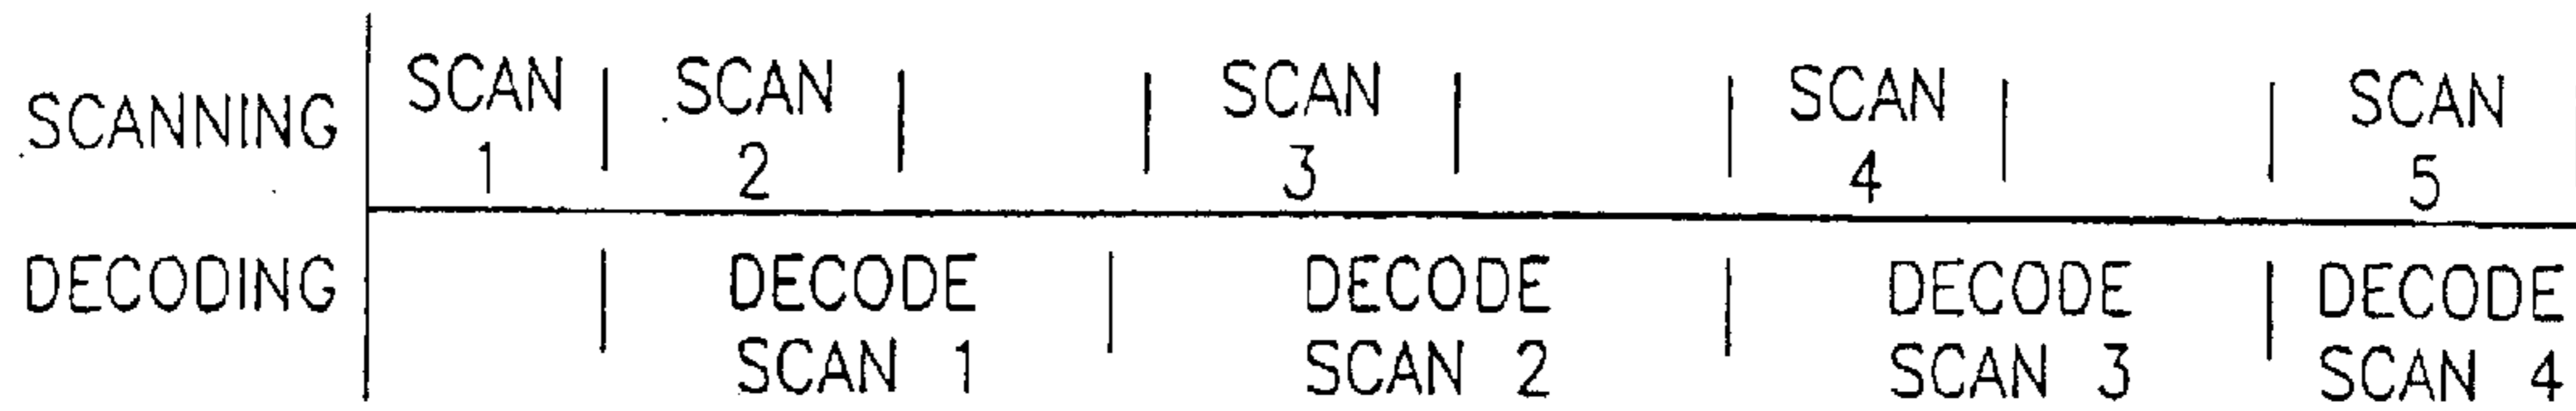 SCANNING
SCAN 1
SCAN 2
SCAN 3
SCAN 4
SCAN 5
DECODING
DECODE SCAN 1
DECODE SCAN 2
DECODE SCAN 3
DECODE SCAN 4